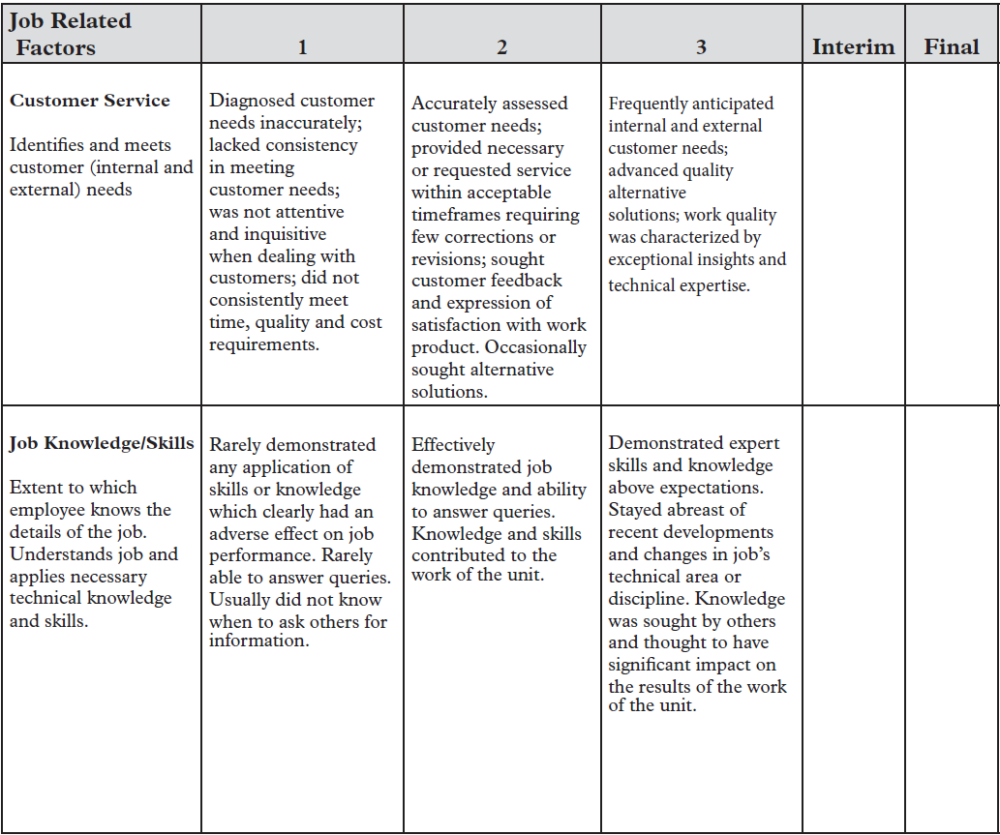 Job Related
Factors
1
2
3
Interim
Final
Customer Service
Identifies and meets
customer (internal and
external) needs
Diagnosed customer
needs inaccurately;
lacked consistency
in meeting
customer needs;
was not attentive
and inquisitive
when dealing with
customers; did not
consistently meet
time, quality and cost
requirements.
Accurately assessed
customer needs;
provided necessary
or requested service
within acceptable
timeframes requiring
few corrections or
revisions; sought
customer feedback
and expression of
satisfaction with work
product. Occasionally
sought alternative
solutions.
Frequently anticipated
internal and external
customer needs;
advanced quality
alternative
solutions; work quality
was characterized by
exceptional insights and
technical expertise.
Job Knowledge/Skills
Extent to which
employee knows the
details of the job.
Understands job and
applies necessary
technical knowledge
and skills.
Rarely demonstrated
any application of
skills or knowledge
which clearly had an
adverse effect on job
performance. Rarely
able to answer queries.
Usually did not know
when to ask others for
information.
Effectively
demonstrated job
knowledge and ability
to answer queries.
Knowledge and skills
contributed to the
work of the unit.
Demonstrated expert
skills and knowledge
above expectations.
Stayed abreast of
recent developments
and changes in job's
technical area or
discipline. Knowledge
was sought by others
and thought to have
significant impact on
the results of the work
of the unit.